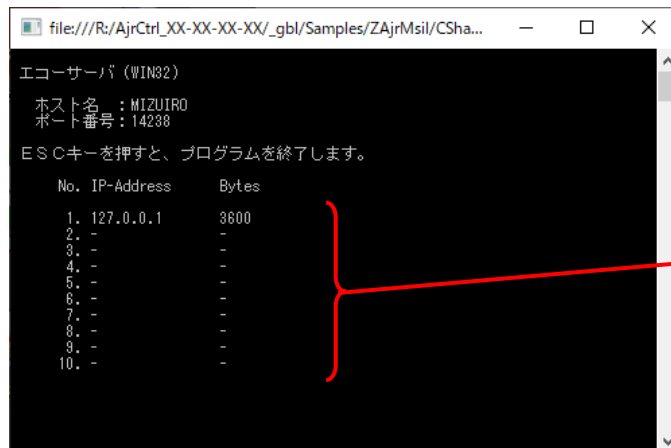 file:///R:/AjrCtrl_XX-XX-XX-XX/_gbl/Samples/ZAjrMsil/CSha...
エコーサーバ (WIN32)
ホスト名 : MIZUIRO
ポート番号 : 14238
ＥＳＣキーを押すと、プログラムを終了します。
No. IP-Address Bytes
1. 127.0.0.1 3600
2. - -
3. - -
4. - -
5. - -
6. - -
7. - -
8. - -
9. - -
10. - -